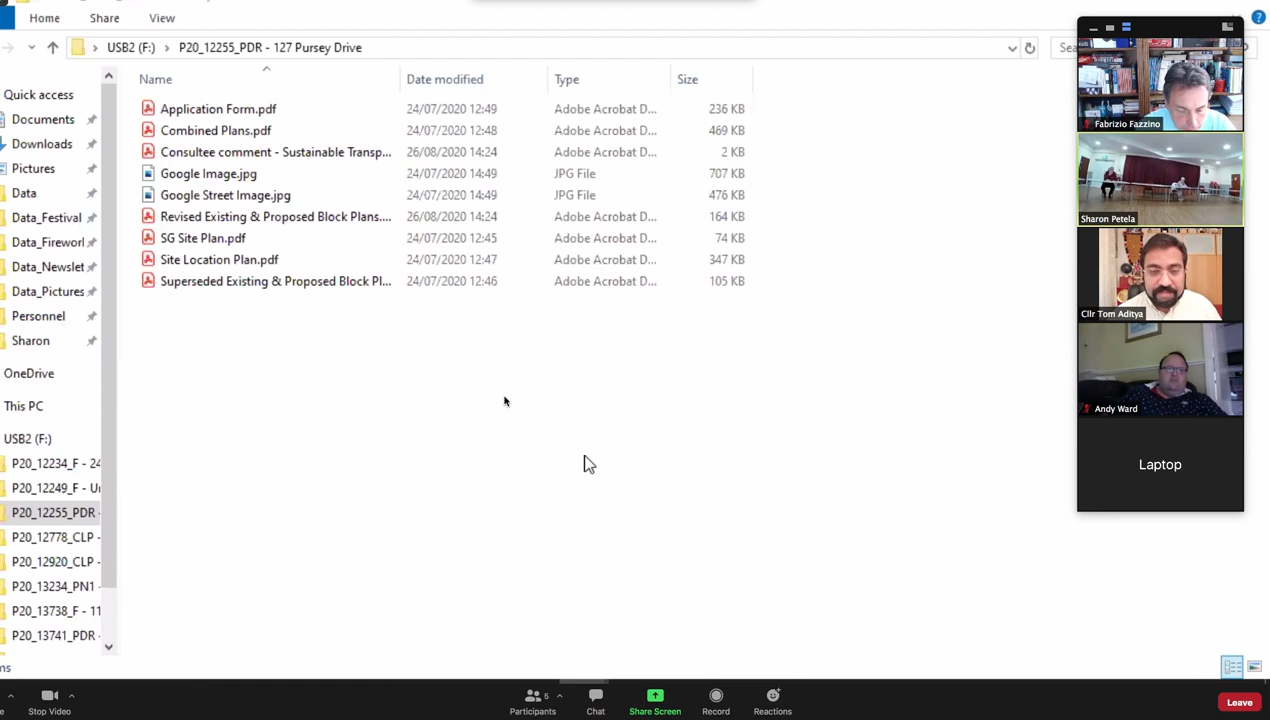 Home Share View
USB2 (F:) P20_12255_PDR - 127 Pursey Drive
Name Date modified Type Size
Application Form.pdf 24/07/2020 12:49 Adobe Acrobat D... 236 KB
Combined Plans.pdf 24/07/2020 12:48 Adobe Acrobat D... 469 KB
Consultee comment - Sustainable Transp... 26/08/2020 14:24 Adobe Acrobat D... 2 KB
Google Image.jpg 24/07/2020 14:49 JPG File 707 KB
Google Street Image.jpg 24/07/2020 14:49 JPG File 476 KB
Revised Existing & Proposed Block Plans.... 26/08/2020 14:24 Adobe Acrobat D... 164 KB
SG Site Plan.pdf 24/07/2020 12:45 Adobe Acrobat D... 74 KB
Site Location Plan.pdf 24/07/2020 12:47 Adobe Acrobat D... 347 KB
Superseded Existing & Proposed Block Pl... 24/07/2020 12:46 Adobe Acrobat D... 105 KB
Quick access
Documents
Downloads
Pictures
Data
Data_Festival
Data_Firewor
Data_Newslet
Data_Pictures
Personnel
Sharon
OneDrive
This PC
USB2 (F:)
P20_12234_F - 24
P20_12249_F - Ur
P20_12255_PDR -
P20_12778_CLP -
P20_12920_CLP -
P20_13234_PN1 -
P20_13738_F - 11
P20_13741_PDR -
Fabrizio Fazzino
Sharon Petela
Cllr Tom Aditya
Andy Ward
Laptop
Stop Video Participants 5 Chat Share Screen Record Reactions Leave